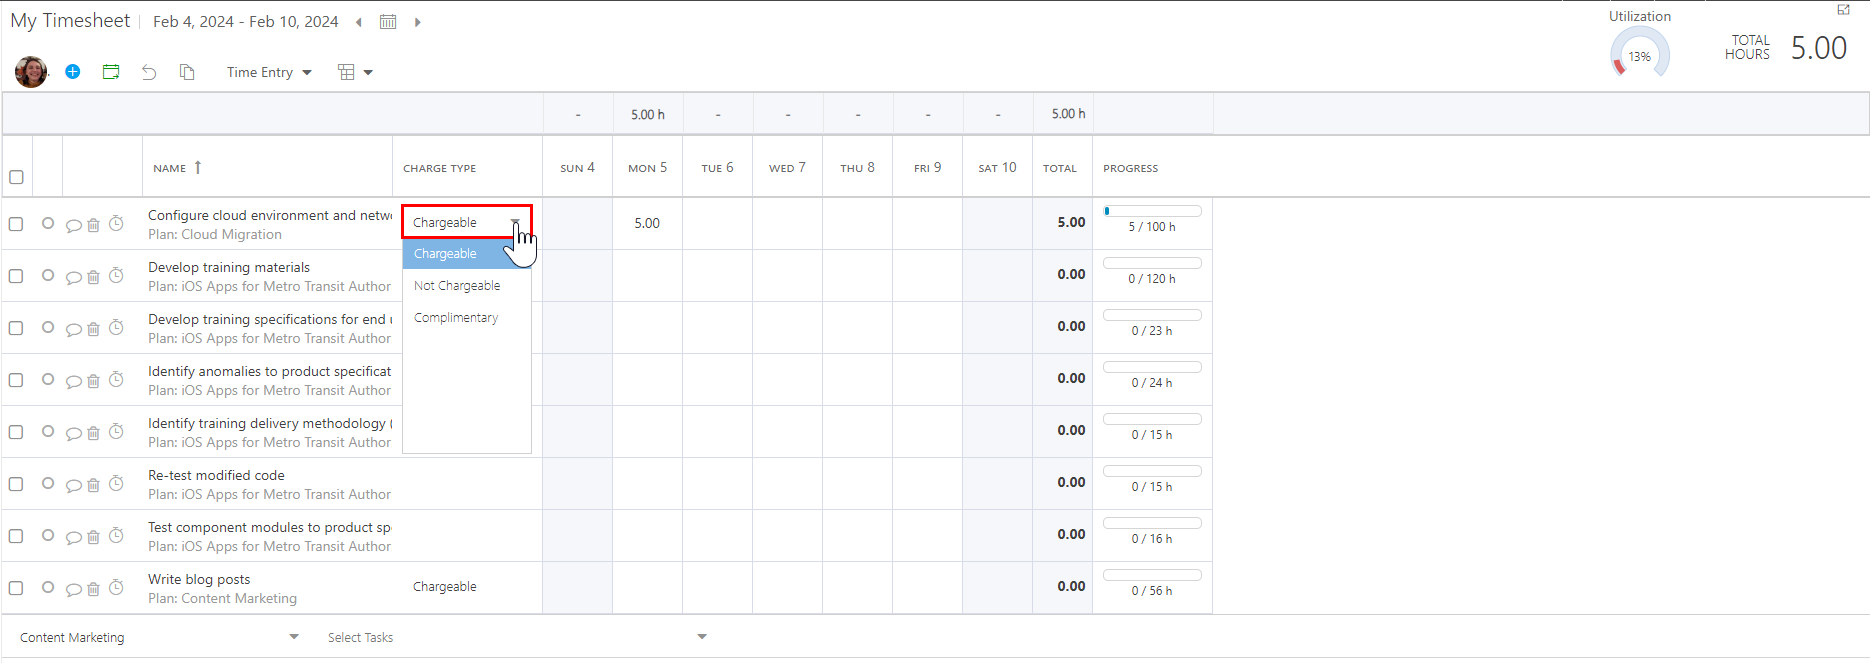 My Timesheet Feb 4, 2024 - Feb 10, 2024
Utilization
13%
TOTAL HOURS 5.00
Time Entry
- 5.00 h - - - - - 5.00 h
NAME CHARGE TYPE SUN 4 MON 5 TUE 6 WED 7 THU 8 FRI 9 SAT 10 TOTAL PROGRESS
Configure cloud environment and netw Chargeable 5.00 5.00
Plan: Cloud Migration 5 / 100 h
Chargeable
Not Chargeable
Complimentary
Develop training materials 0.00
Plan: iOS Apps for Metro Transit Author 0 / 120 h
Develop training specifications for end 0.00
Plan: iOS Apps for Metro Transit Author 0 / 23 h
Identify anomalies to product specificat 0.00
Plan: iOS Apps for Metro Transit Author 0 / 24 h
Identify training delivery methodology ( 0.00
Plan: iOS Apps for Metro Transit Author 0 / 15 h
Re-test modified code 0.00
Plan: iOS Apps for Metro Transit Author 0 / 15 h
Test component modules to product sp 0.00
Plan: iOS Apps for Metro Transit Author 0 / 16 h
Write blog posts Chargeable 0.00
Plan: Content Marketing 0 / 56 h
Content Marketing Select Tasks